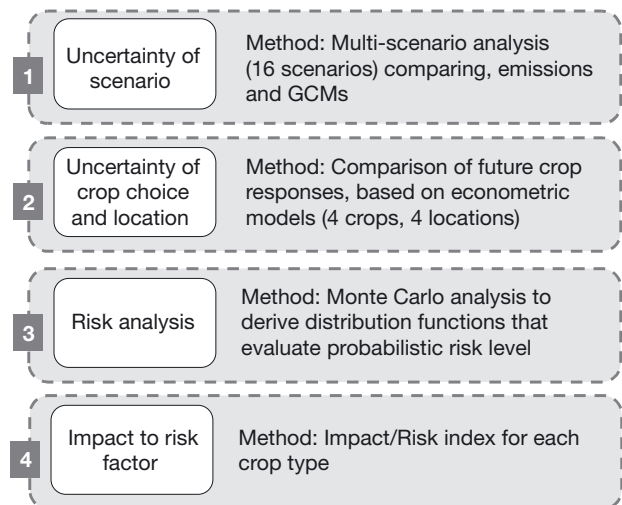 1
Uncertainty of
scenario
Method: Multi-scenario analysis
(16 scenarios) comparing, emissions
and GCMs
2
Uncertainty of
crop choice
and location
Method: Comparison of future crop
responses, based on econometric
models (4 crops, 4 locations)
3
Risk analysis
Method: Monte Carlo analysis to
derive distribution functions that
evaluate probabilistic risk level
4
Impact to risk
factor
Method: Impact/Risk index for each
crop type